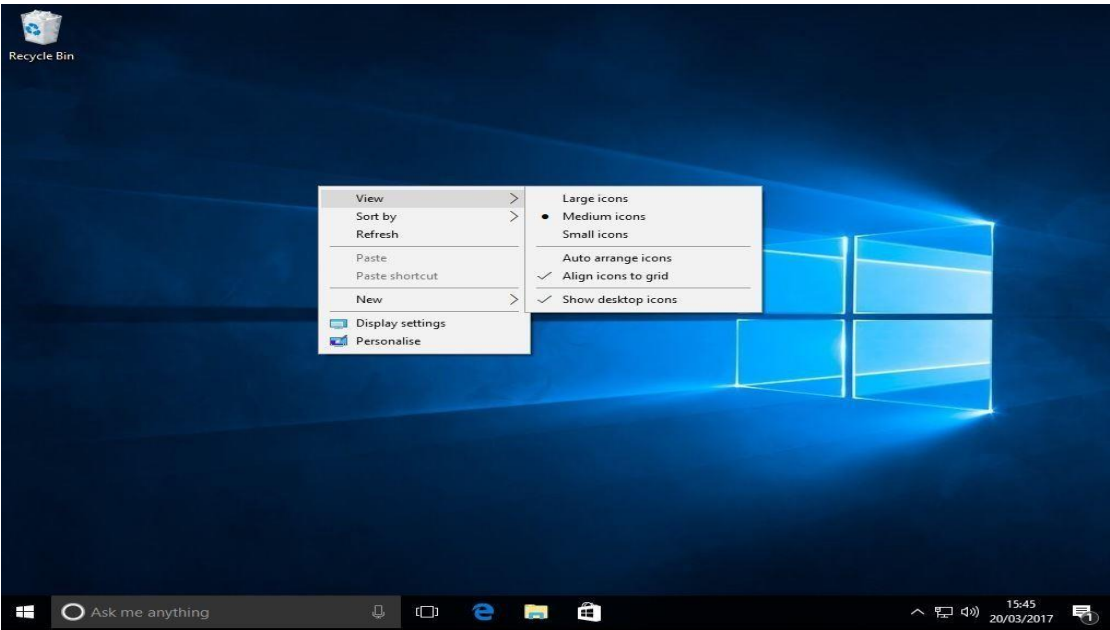 Recycle Bin
View
Sort by
Refresh
Paste
Paste shortcut
New
Display settings
Personalise
Large icons
Medium icons
Small icons
Auto arrange icons
Align icons to grid
Show desktop icons
Ask me anything
15:45
20/03/2017
1